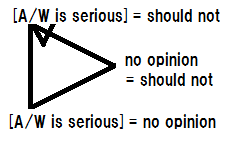 [A/W is serious] = should not
no opinion
= should not
[A/W is serious] = no opinion